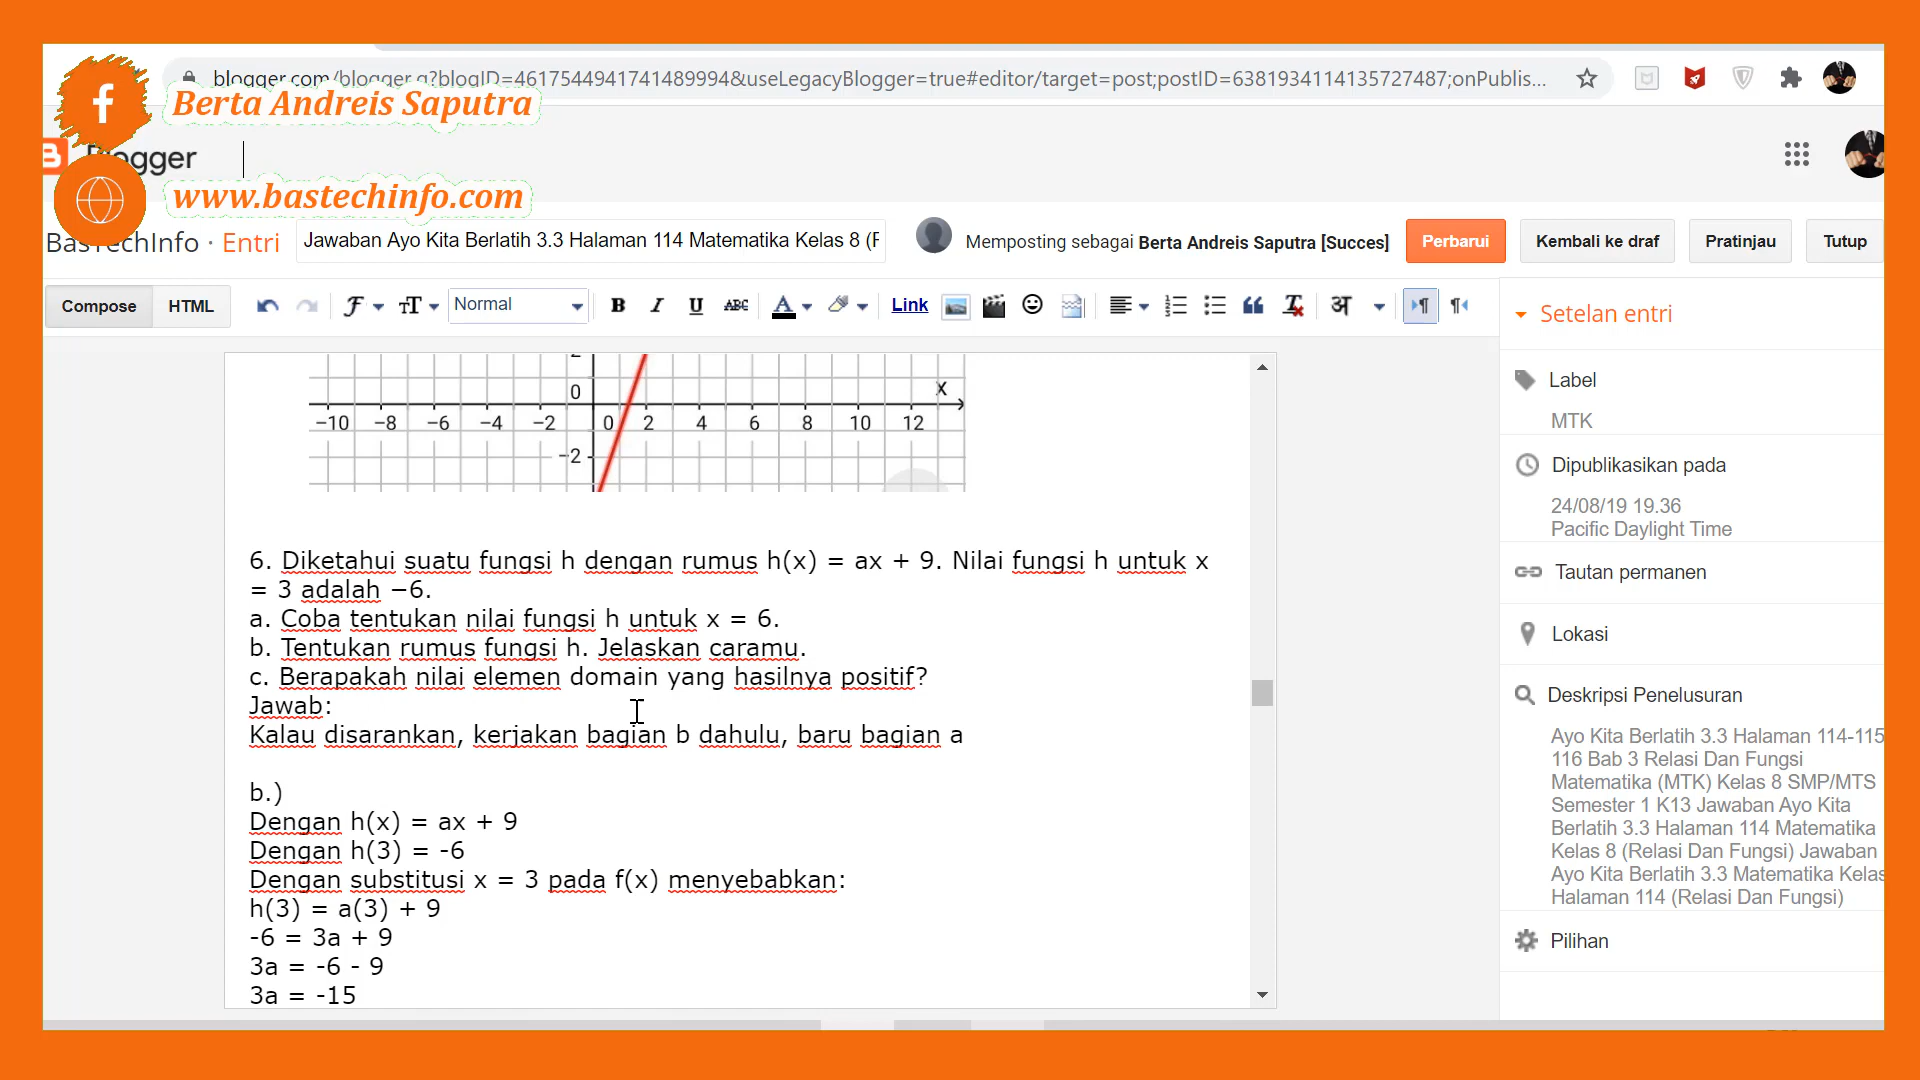 blogger.com/blogger.g?blogID=4617544941741489994&useLegacyBlogger=true#editor/target=post;postID=6381934114135727487;onPublis...
f
Berta Andreis Saputra
Blogger
www.bastechinfo.com
BasTechInfo · Entri
Jawaban Ayo Kita Berlatih 3.3 Halaman 114 Matematika Kelas 8 (F
Memposting sebagai Berta Andreis Saputra [Succes]
Perbarui
Kembali ke draf
Pratinjau
Tutup
Compose
HTML
Normal
B I U ABC A
Link
0
x
−10 −8 −6 −4 −2 0 2 4 6 8 10 12
−2
6. Diketahui suatu fungsi h dengan rumus h(x) = ax + 9. Nilai fungsi h untuk x
= 3 adalah −6.
a. Coba tentukan nilai fungsi h untuk x = 6.
b. Tentukan rumus fungsi h. Jelaskan caramu.
c. Berapakah nilai elemen domain yang hasilnya positif?
Jawab:
Kalau disarankan, kerjakan bagian b dahulu, baru bagian a
b.)
Dengan h(x) = ax + 9
Dengan h(3) = -6
Dengan substitusi x = 3 pada f(x) menyebabkan:
h(3) = a(3) + 9
-6 = 3a + 9
3a = -6 - 9
3a = -15
Setelan entri
Label
MTK
Dipublikasikan pada
24/08/19 19.36
Pacific Daylight Time
Tautan permanen
Lokasi
Deskripsi Penelusuran
Ayo Kita Berlatih 3.3 Halaman 114-115
116 Bab 3 Relasi Dan Fungsi
Matematika (MTK) Kelas 8 SMP/MTS
Semester 1 K13 Jawaban Ayo Kita
Berlatih 3.3 Halaman 114 Matematika
Kelas 8 (Relasi Dan Fungsi) Jawaban
Ayo Kita Berlatih 3.3 Matematika Kelas
Halaman 114 (Relasi Dan Fungsi)
Pilihan